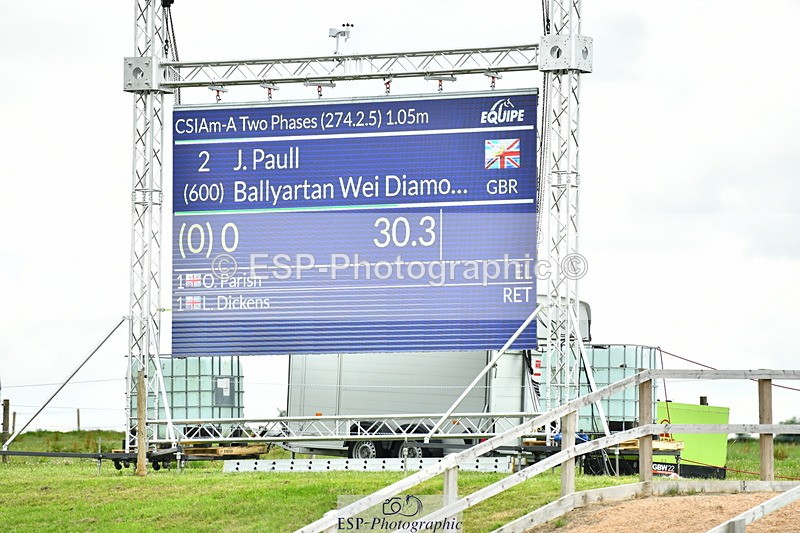 CSIAm-A Two Phases (274.2.5) 1.05m
EQUIPE
2 J. Paull
(600) Ballyartan Wei Diamo... GBR
(0) 0 30.3
© ESP-Photographic ©
1 O. Parish EL
1 L. Dickens RET
GBW22
ESP-Photographic